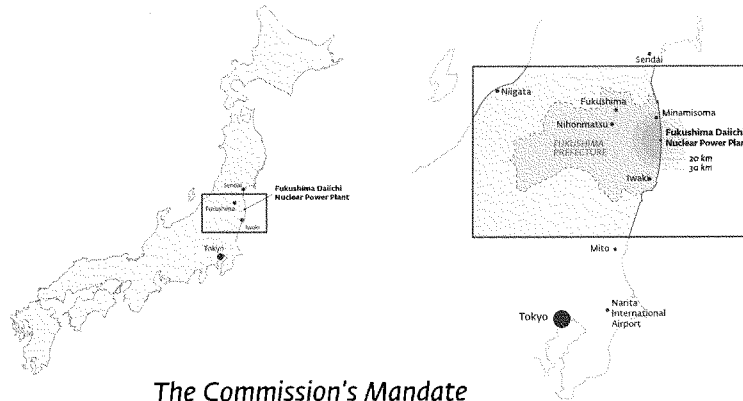 Sendai
Fukushima Daiichi
Nuclear Power Plant
Fukushima
Iwaki
Tokyo
Sendai
Niigata
Fukushima
Minamisoma
Nihonmatsu
Fukushima Daiichi
Nuclear Power Plant
FUKUSHIMA
PREFECTURE
20 km
30 km
Iwaki
Mito
Narita
International
Airport
Tokyo
The Commission's Mandate